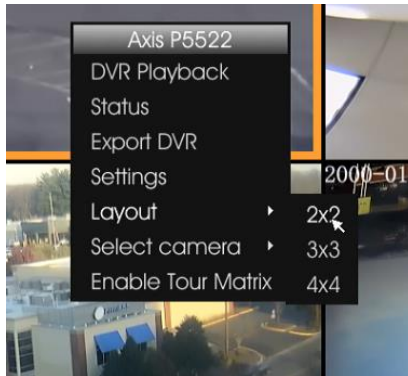 Axis P5522
DVR Playback
Status
Export DVR
Settings
Layout
2x2
Select camera
3x3
Enable Tour Matrix
4x4
2000-01